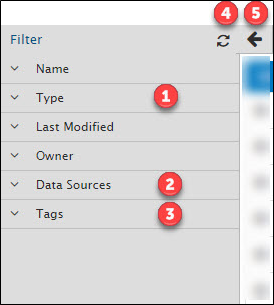 4 5
Filter
Name
Type 1
Last Modified
Owner
Data Sources 2
Tags 3